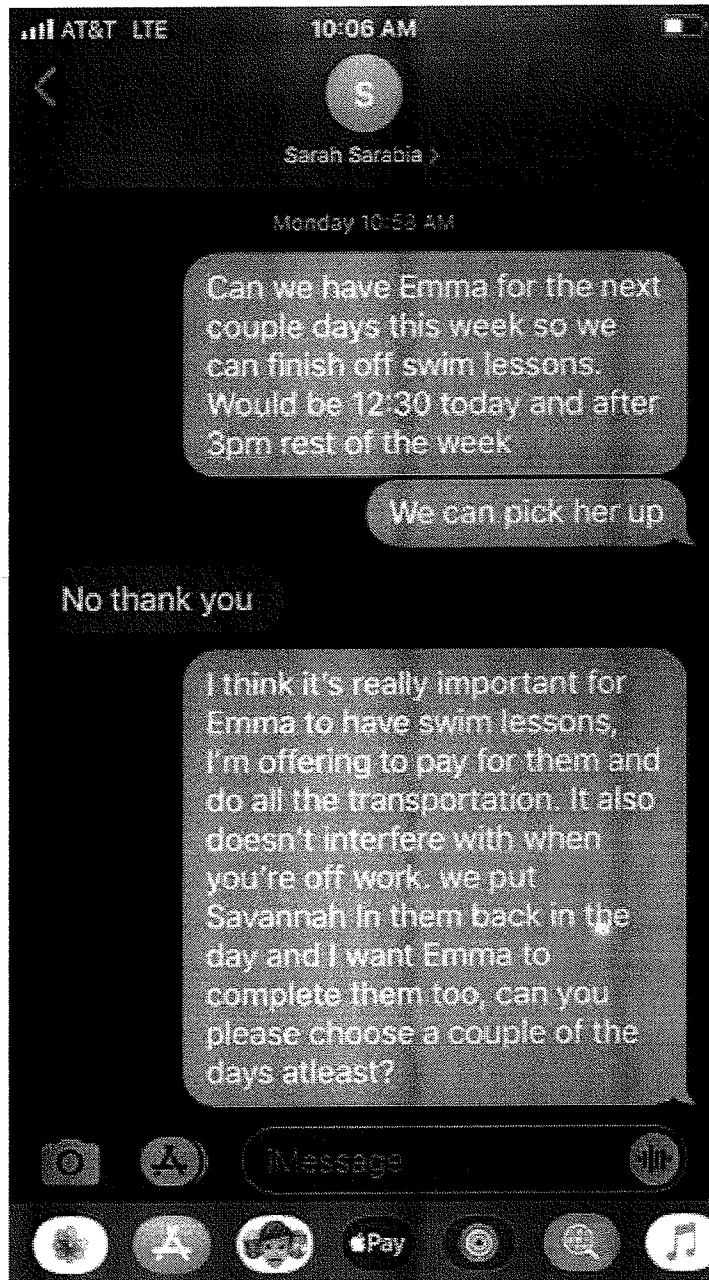 AT&T LTE 10:06 AM
S
Sarah Sarabia >
Monday 10:53 AM
Can we have Emma for the next
couple days this week so we
can finish off swim lessons.
Would be 12:30 today and after
3pm rest of the week
We can pick her up
No thank you
I think it's really important for
Emma to have swim lessons,
I'm offering to pay for them and
do all the transportation. It also
doesn't interfere with when
you're off work. we put
Savannah In them back in the
day and I want Emma to
complete them too, can you
please choose a couple of the
days atleast?
iMessage
Pay